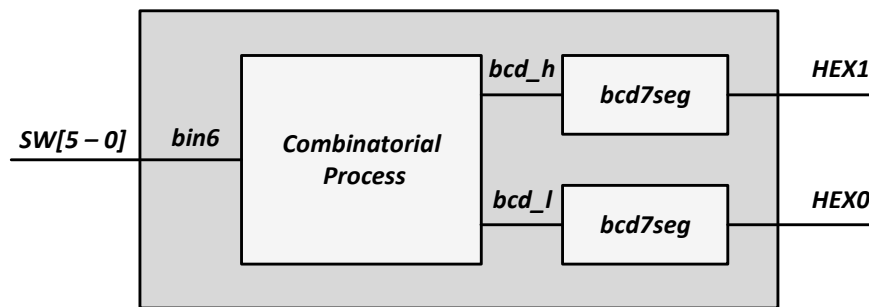 SW[5 – 0]
bin6
Combinatorial
Process
bcd_h
bcd7seg
HEX1
bcd_l
bcd7seg
HEX0